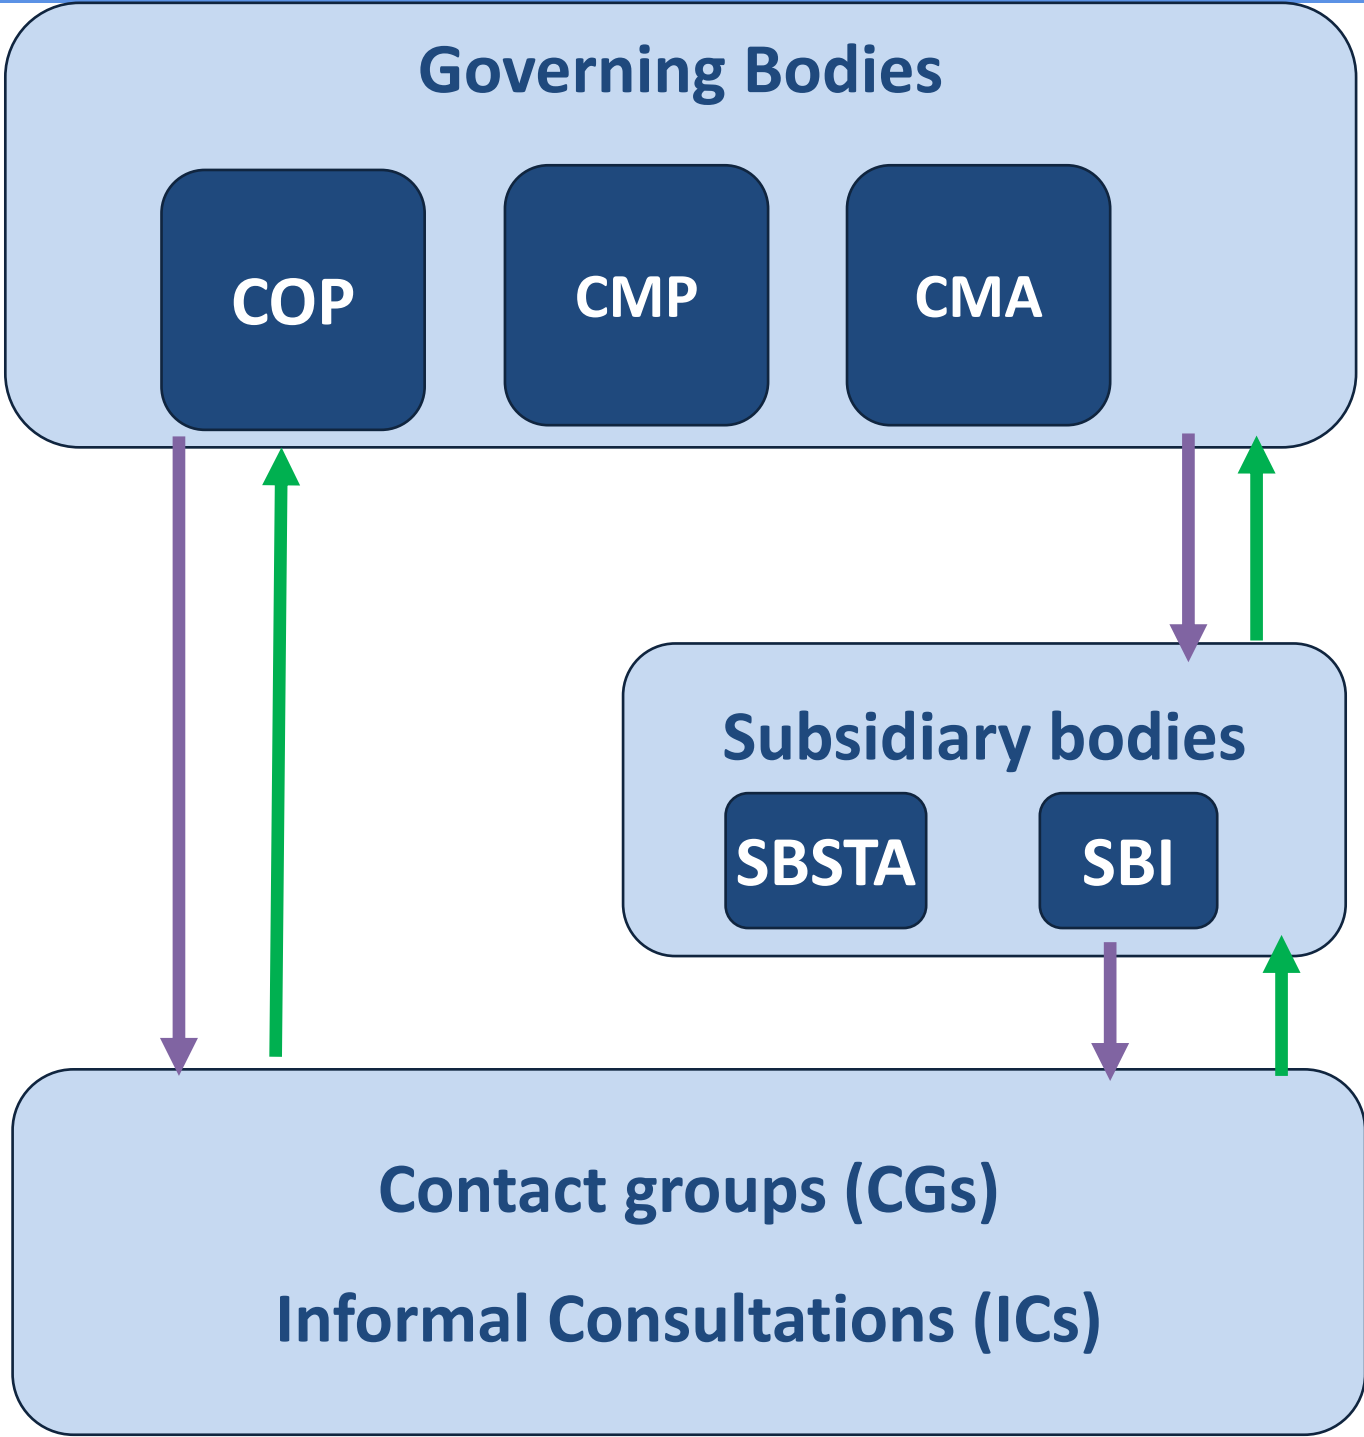 Governing Bodies
COP
CMP
CMA
Subsidiary bodies
SBSTA
SBI
Contact groups (CGs)
Informal Consultations (ICs)